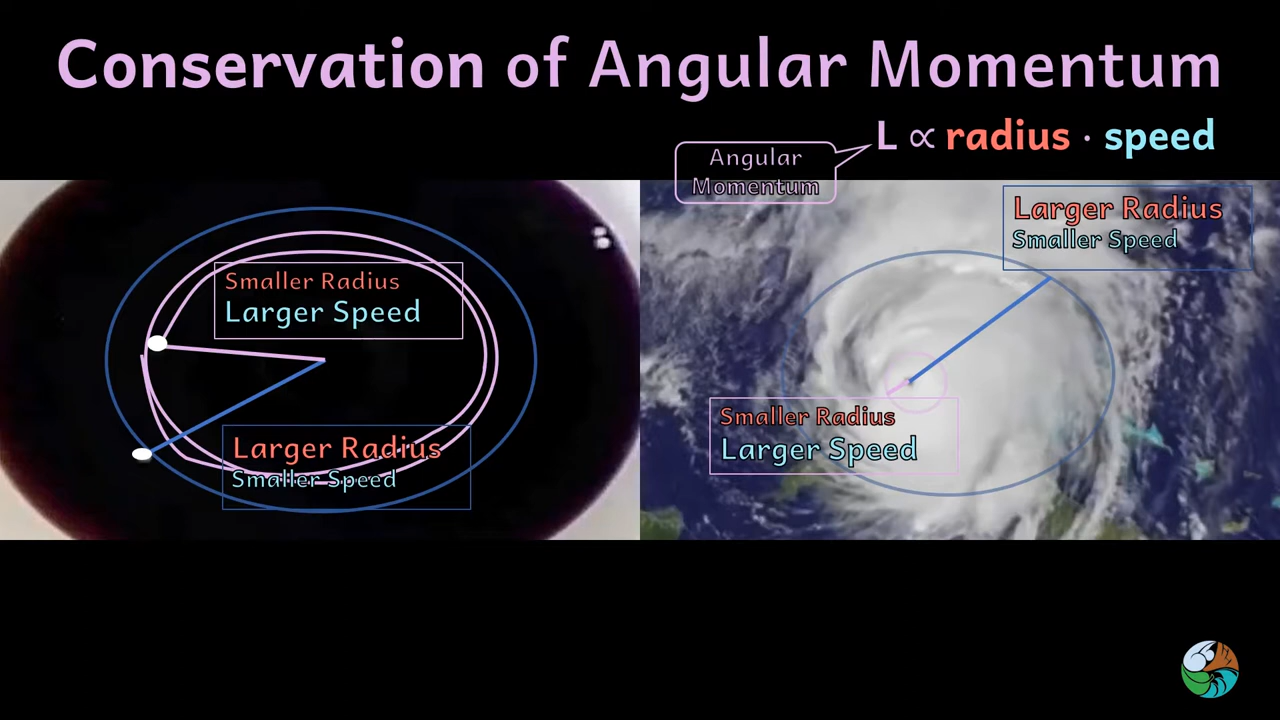 Conservation of Angular Momentum
L ∝ radius · speed
Angular
Momentum
Smaller Radius
Larger Speed
Larger Radius
Smaller Speed
Larger Radius
Smaller Speed
Smaller Radius
Larger Speed